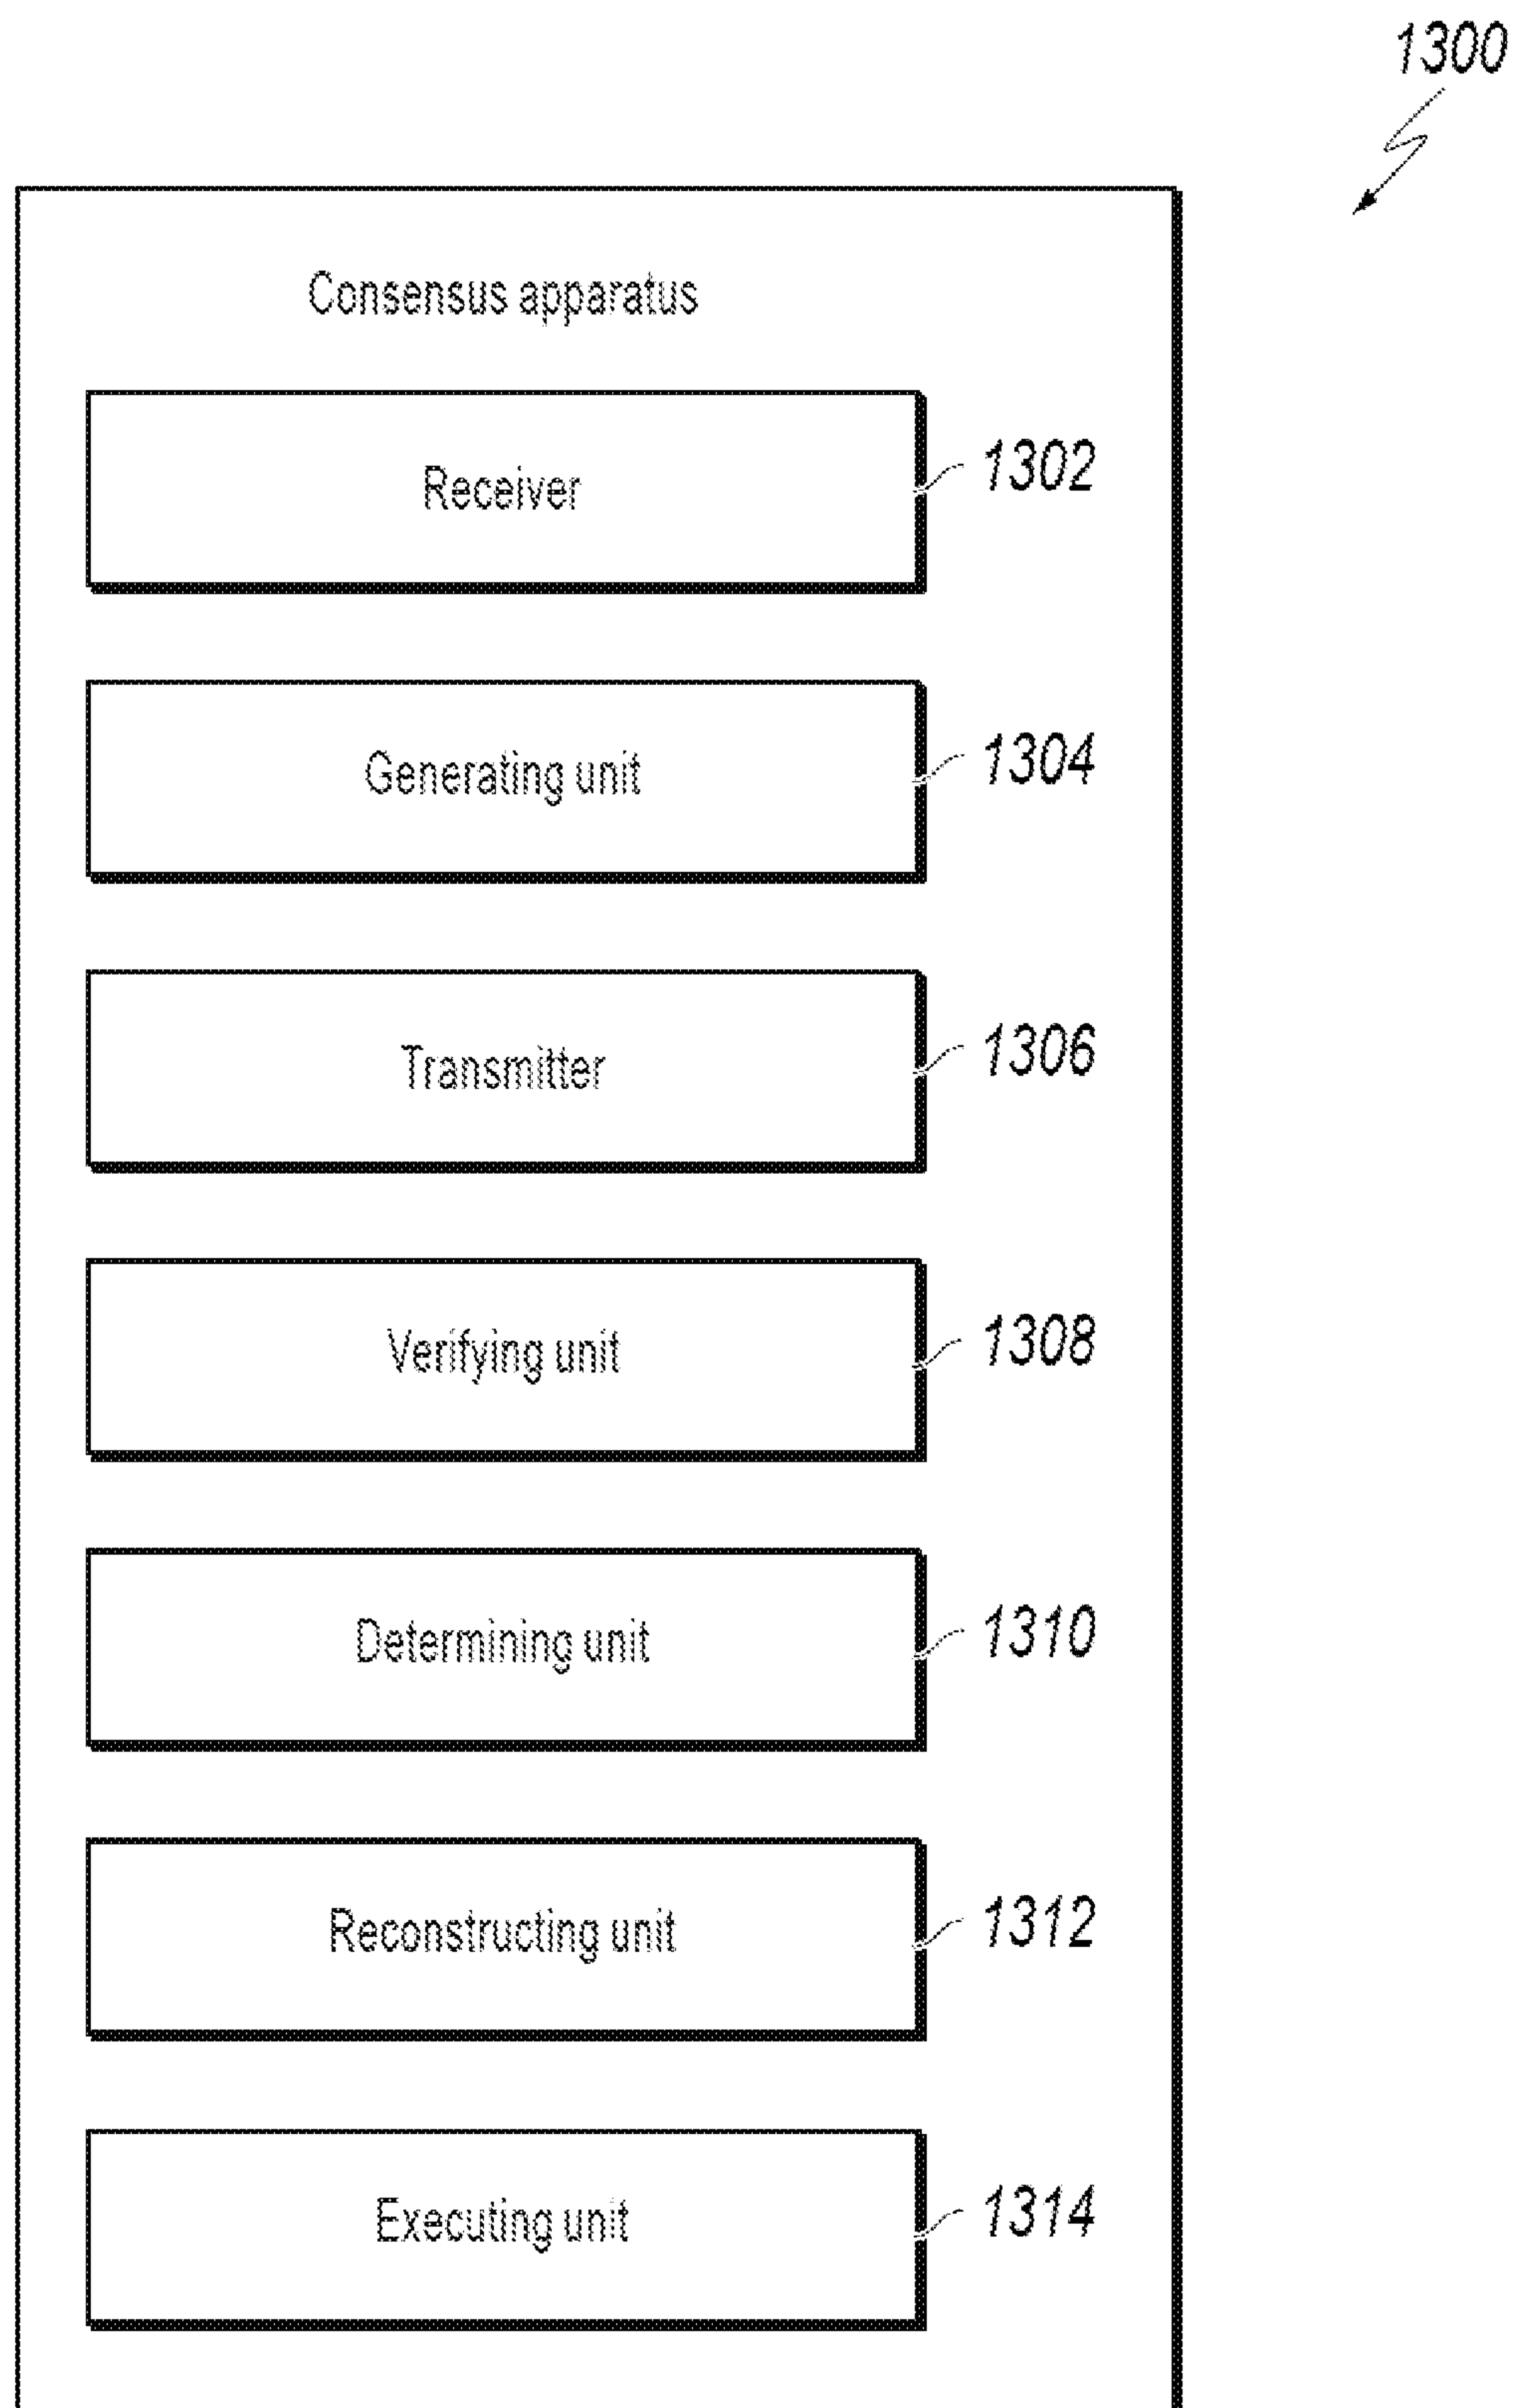 1300
Consensus apparatus
Receiver
1302
Generating unit
1304
Transmitter
1306
Verifying unit
1308
Determining unit
1310
Reconstructing unit
1312
Executing unit
1314